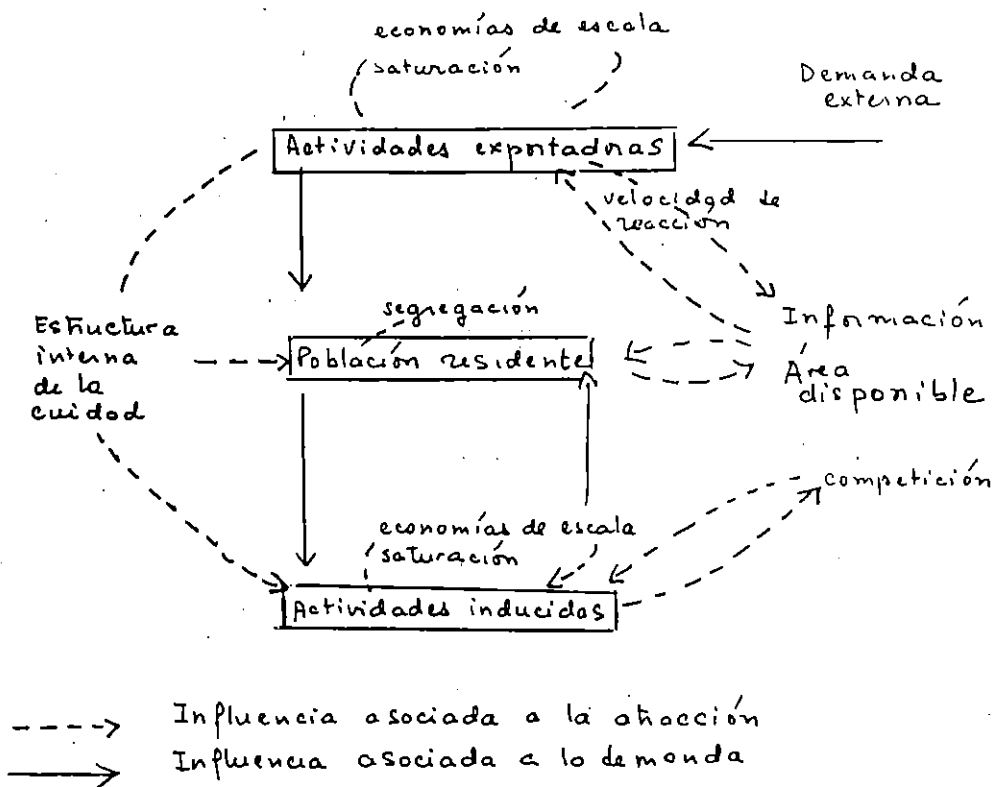 economías de escala
saturación
Demanda
externa
Actividades exportadoras
velocidad de
reacción
segregación
Información
Estructura
interna
de la
cuidad
Población residente
Área
disponible
competición
economías de escala
saturación
Actividades inducidas
Influencia asociada a la atracción
Influencia asociada a la demanda